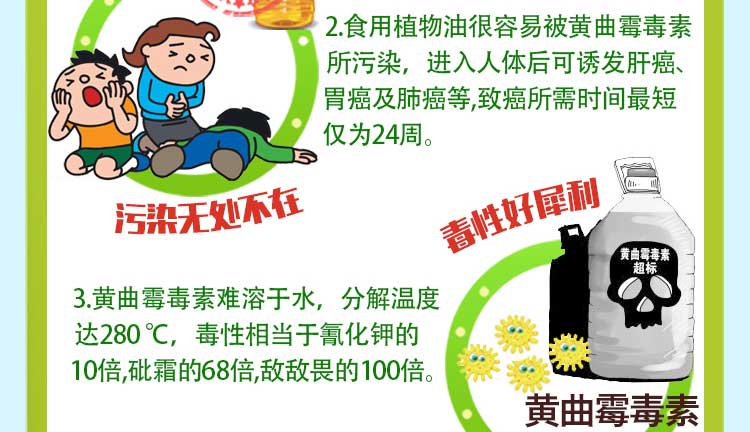 2.食用植物油很容易被黄曲霉毒素
所污染，进入人体后可诱发肝癌、
胃癌及肺癌等,致癌所需时间最短
仅为24周。
污染无处不在
毒性好犀利
黄曲霉毒素
超标
3.黄曲霉毒素难溶于水，分解温度
达280 ℃，毒性相当于氰化钾的
10倍,砒霜的68倍,敌敌畏的100倍。
黄曲霉毒素